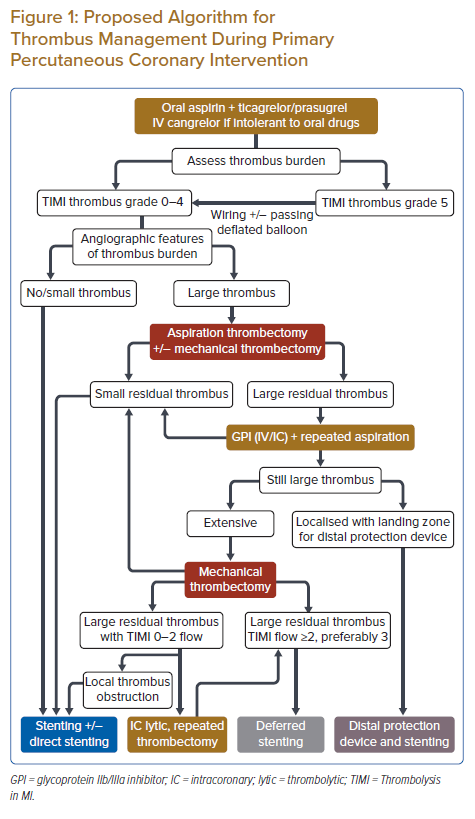 Figure 1: Proposed Algorithm for
Thrombus Management During Primary
Percutaneous Coronary Intervention
Oral aspirin + ticagrelor/prasugrel
IV cangrelor if intolerant to oral drugs
Assess thrombus burden
TIMI thrombus grade 0–4
TIMI thrombus grade 5
Wiring +/− passing
deflated balloon
Angiographic features
of thrombus burden
No/small thrombus
Large thrombus
Aspiration thrombectomy
+/− mechanical thrombectomy
Small residual thrombus
Large residual thrombus
GPI (IV/IC) + repeated aspiration
Still large thrombus
Extensive
Localised with landing zone
for distal protection device
Mechanical
thrombectomy
Large residual thrombus
with TIMI 0–2 flow
Large residual thrombus
TIMI flow ≥2, preferably 3
Local thrombus
obstruction
Stenting +/−
direct stenting
IC lytic, repeated
thrombectomy
Deferred
stenting
Distal protection
device and stenting
GPI = glycoprotein IIb/IIIa inhibitor; IC = intracoronary; lytic = thrombolytic; TIMI = Thrombolysis
in MI.